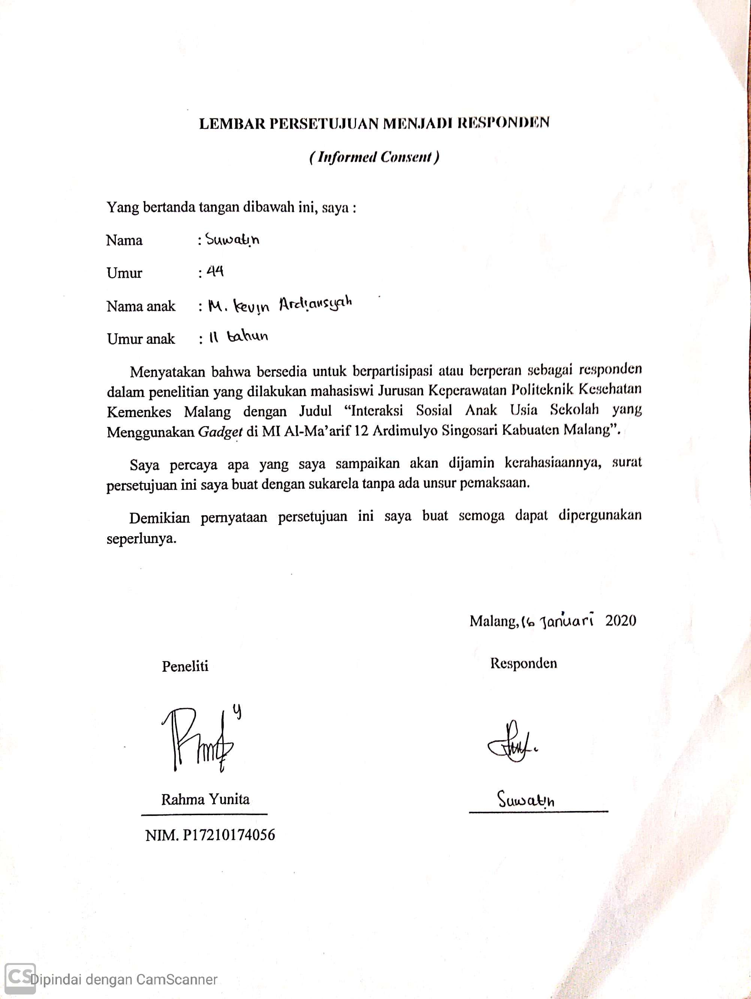 LEMBAR PERSETUJUAN MENJADI RESPONDEN
( Informed Consent )
Yang bertanda tangan dibawah ini, saya :
Nama : Suwatin
Umur : 44
Nama anak : M. Kevin Ardiansyah
Umur anak : 11 tahun
Menyatakan bahwa bersedia untuk berpartisipasi atau berperan sebagai responden
dalam penelitian yang dilakukan mahasiswi Jurusan Keperawatan Politeknik Kesehatan
Kemenkes Malang dengan Judul “Interaksi Sosial Anak Usia Sekolah yang
Menggunakan Gadget di MI Al-Ma’arif 12 Ardimulyo Singosari Kabuaten Malang”.
Saya percaya apa yang saya sampaikan akan dijamin kerahasiaannya, surat
persetujuan ini saya buat dengan sukarela tanpa ada unsur pemaksaan.
Demikian pernyataan persetujuan ini saya buat semoga dapat dipergunakan
seperlunya.
Malang, 16 Januari 2020
Peneliti Responden
Rahma Yunita Suwatin
NIM. P17210174056
CS Dipindai dengan CamScanner